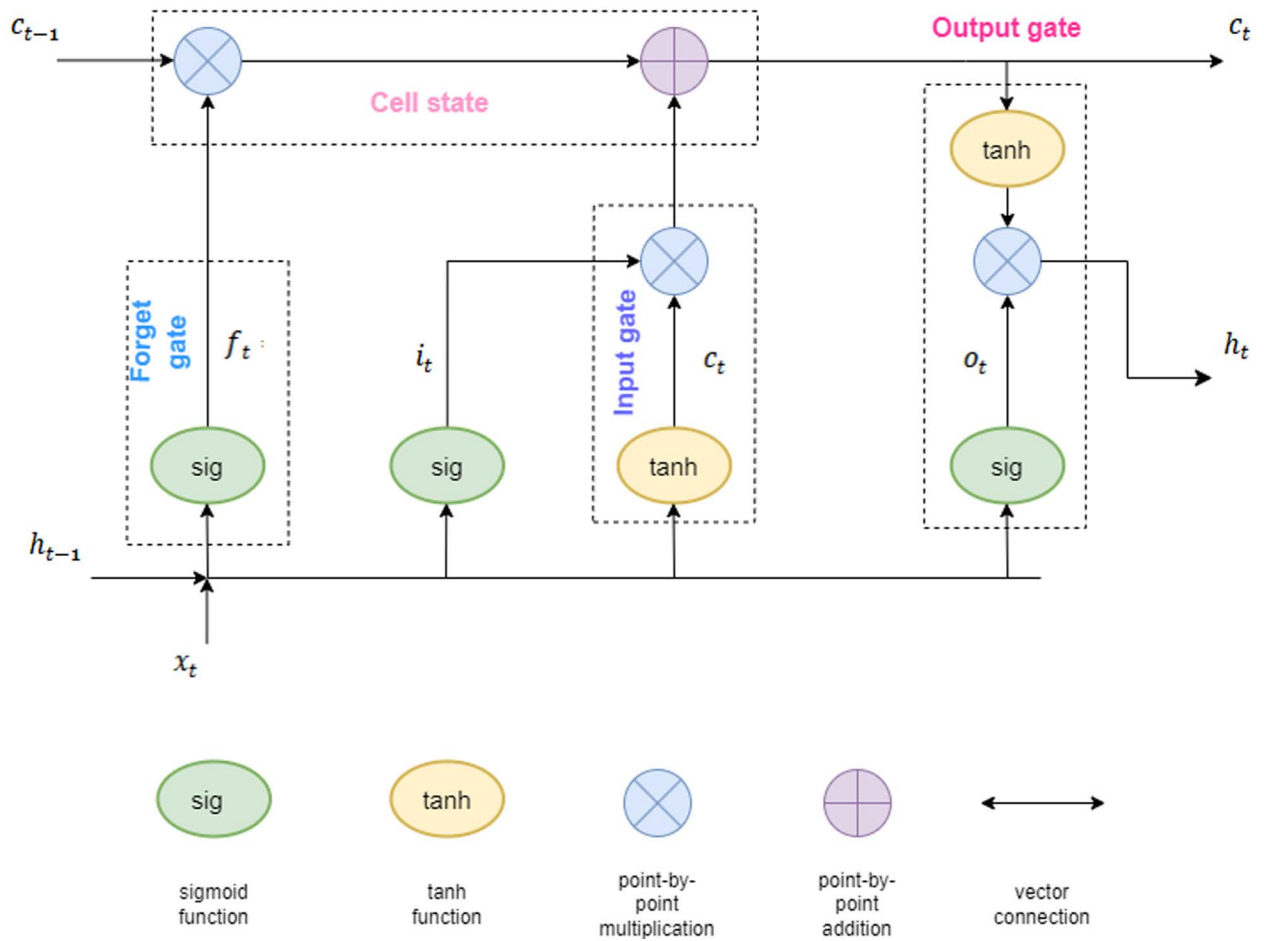 c_{t-1}
Output gate
c_t
Cell state
tanh
Forget
gate
f_t :
i_t
Input gate
c_t
o_t
h_t
sig
sig
tanh
sig
h_{t-1}
x_t
sig
tanh
sigmoid
function
tanh
function
point-by-
point
multiplication
point-by-
point
addition
vector
connection